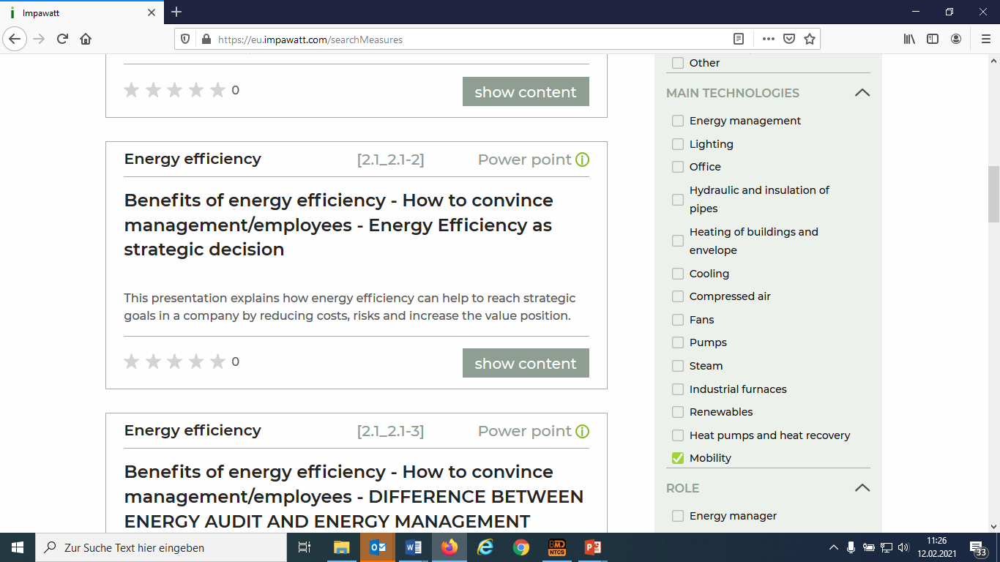 Impawatt
https://eu.impawatt.com/searchMeasures
0
show content
Energy efficiency [2.1_2.1-2] Power point
Benefits of energy efficiency - How to convince
management/employees - Energy Efficiency as
strategic decision
This presentation explains how energy efficiency can help to reach strategic
goals in a company by reducing costs, risks and increase the value position.
0
show content
Energy efficiency [2.1_2.1-3] Power point
Benefits of energy efficiency - How to convince
management/employees - DIFFERENCE BETWEEN
ENERGY AUDIT AND ENERGY MANAGEMENT
Other
MAIN TECHNOLOGIES
Energy management
Lighting
Office
Hydraulic and insulation of
pipes
Heating of buildings and
envelope
Cooling
Compressed air
Fans
Pumps
Steam
Industrial furnaces
Renewables
Heat pumps and heat recovery
Mobility
ROLE
Energy manager
Zur Suche Text hier eingeben
BMD
NTCS
11:26
12.02.2021
33